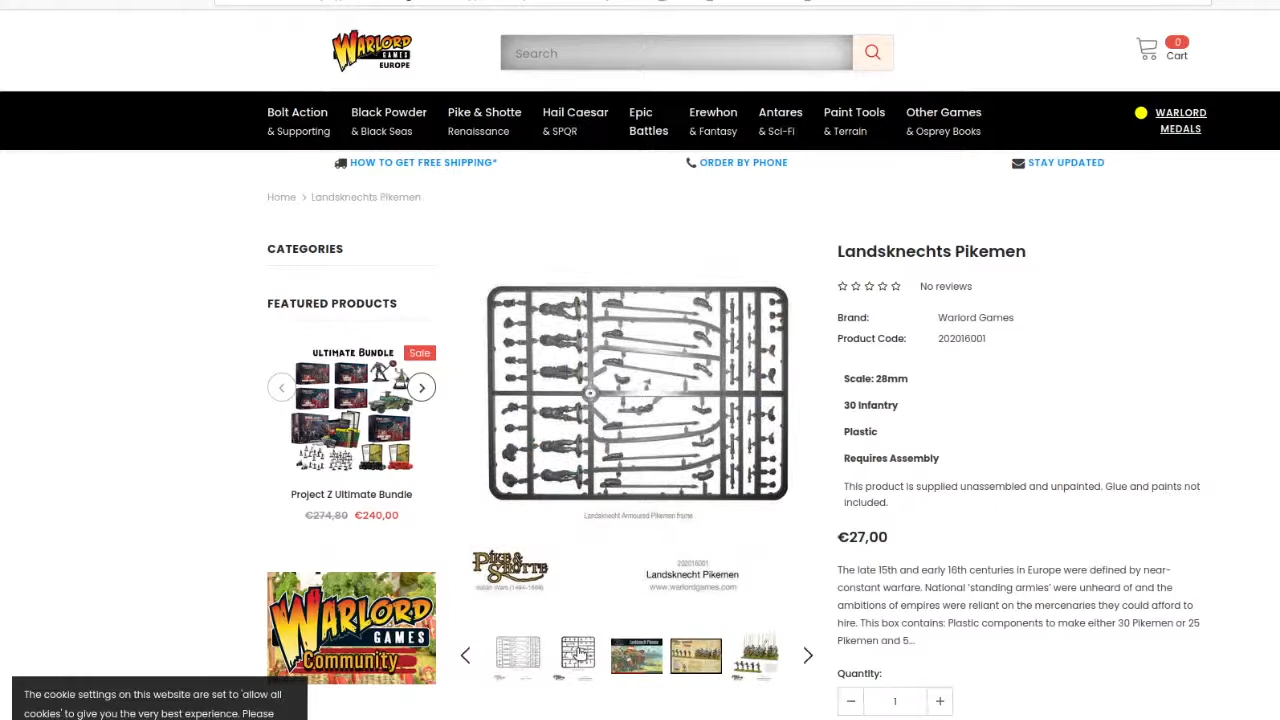 WARLORD
GAMES
EUROPE
Search
0
Cart
Bolt Action
& Supporting
Black Powder
& Black Seas
Pike & Shotte
Renaissance
Hail Caesar
& SPQR
Epic
Battles
Erewhon
& Fantasy
Antares
& Sci-Fi
Paint Tools
& Terrain
Other Games
& Osprey Books
WARLORD
MEDALS
HOW TO GET FREE SHIPPING*
ORDER BY PHONE
STAY UPDATED
Home > Landsknechts Pikemen
CATEGORIES
FEATURED PRODUCTS
ULTIMATE BUNDLE
Sale
Project Z Ultimate Bundle
€274,80 €240,00
WARLORD
GAMES
Community
The cookie settings on this website are set to 'allow all
cookies' to give you the very best experience. Please
Landsknecht Armoured Pikemen frame
PIKE &
SHOTTE
Italian Wars (1494-1559)
202016001
Landsknecht Pikemen
www.warlordgames.com
Landsknechts Pikemen
No reviews
Brand: Warlord Games
Product Code: 202016001
Scale: 28mm
30 Infantry
Plastic
Requires Assembly
This product is supplied unassembled and unpainted. Glue and paints not
included.
€27,00
The late 15th and early 16th centuries in Europe were defined by near-
constant warfare. National 'standing armies' were unheard of and the
ambitions of empires were reliant on the mercenaries they could afford to
hire. This box contains: Plastic components to make either 30 Pikemen or 25
Pikemen and 5...
Quantity:
− 1 +